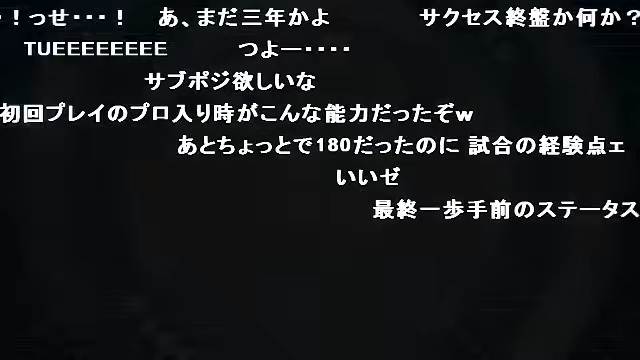 ・！っせ・・・！　あ、まだ三年かよ　サクセス終盤か何か？
TUEEEEEEEE　つよー・・・・
サブポジ欲しいな
初回プレイのプロ入り時がこんな能力だったぞw
あとちょっとで180だったのに 試合の経験点ェ
いいゼ
最終一歩手前のステータス